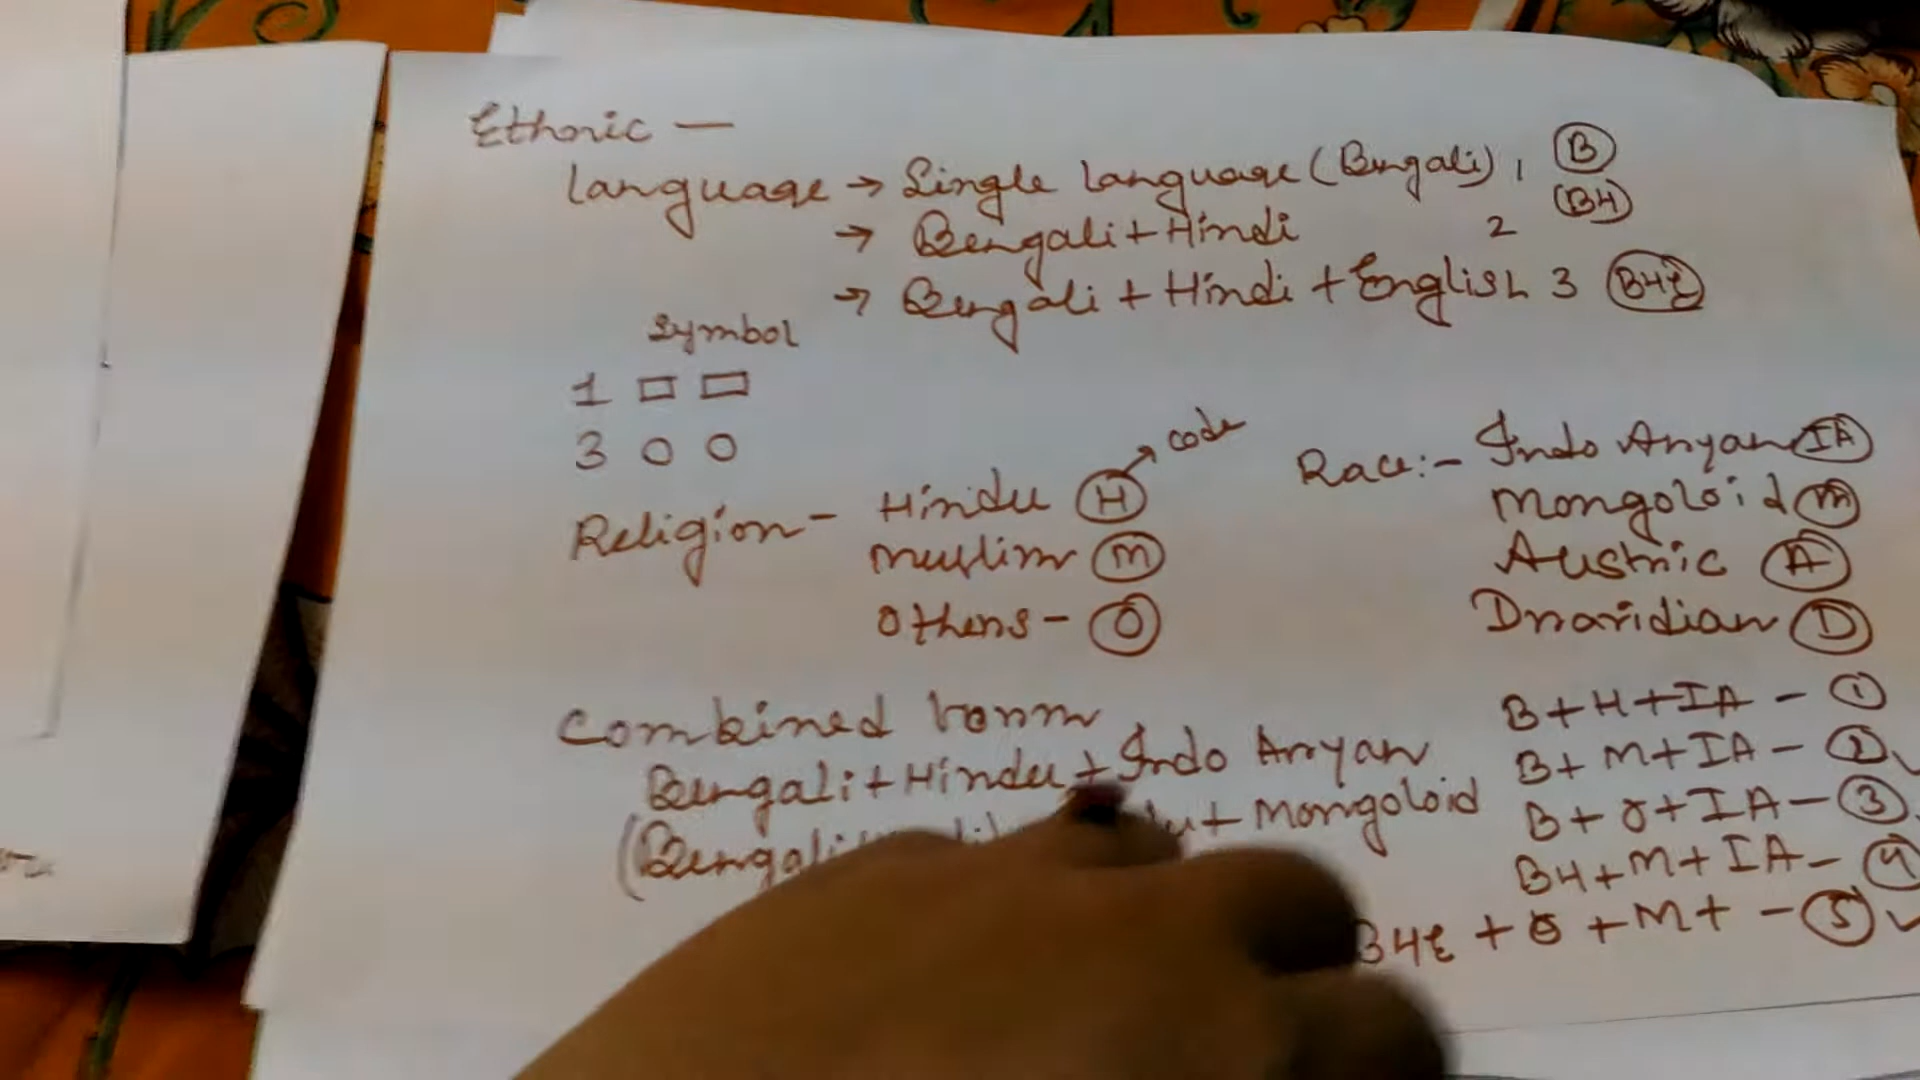 Ethnic —
Language → Single language (Bengali), 1 (B)
→ Bengali + Hindi 2 (BH)
→ Bengali + Hindi + English 3 (BHE)
Symbol
1 □ □
3 ○ ○
code
Religion - Hindu (H)
Muslim (M)
Others - (O)
Race:- Indo Aryan (IA)
Mongoloid (M)
Austric (A)
Draridian (D)
Combined form
Bengali + Hindu + Indo Aryan
(Bengali + Mongoloid
B + H + IA - (1)
B + M + IA - (2)
B + O + IA - (3)
BH + M + IA - (4)
BHE + O + M + - (5)